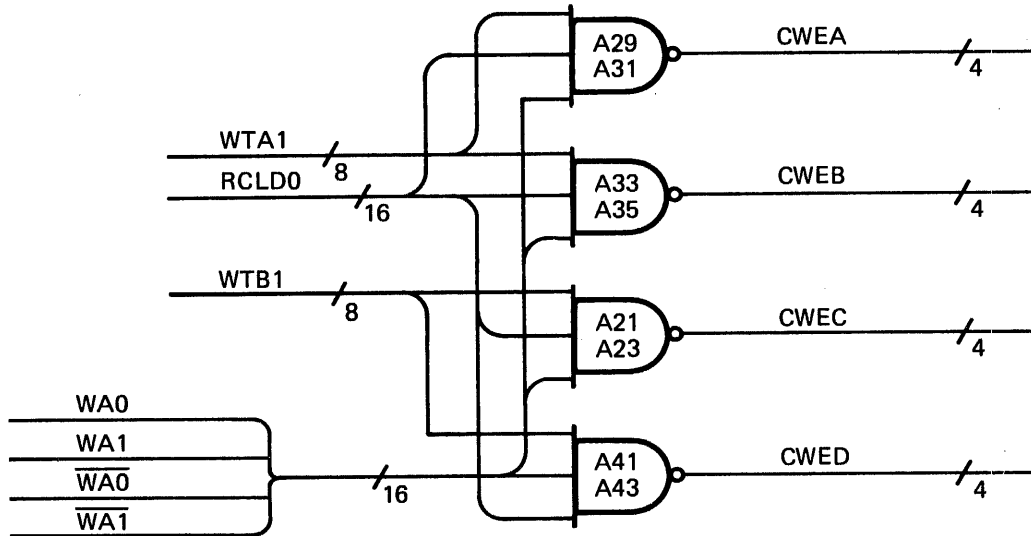 A29
A31
CWEA
4
WTA1
8
RCLD0
16
A33
A35
CWEB
4
WTB1
8
A21
A23
CWEC
4
WA0
WA1
W̅A̅0̅
W̅A̅1̅
16
A41
A43
CWED
4